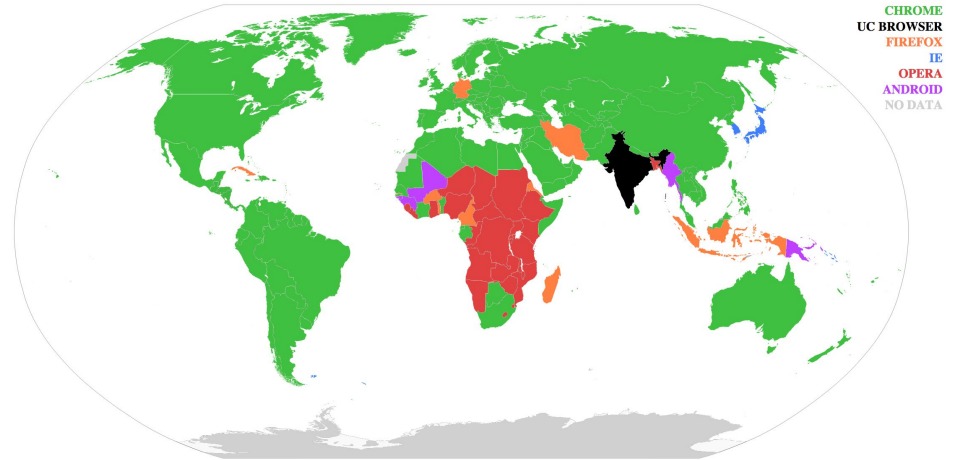 CHROME
UC BROWSER
FIREFOX
IE
OPERA
ANDROID
NO DATA